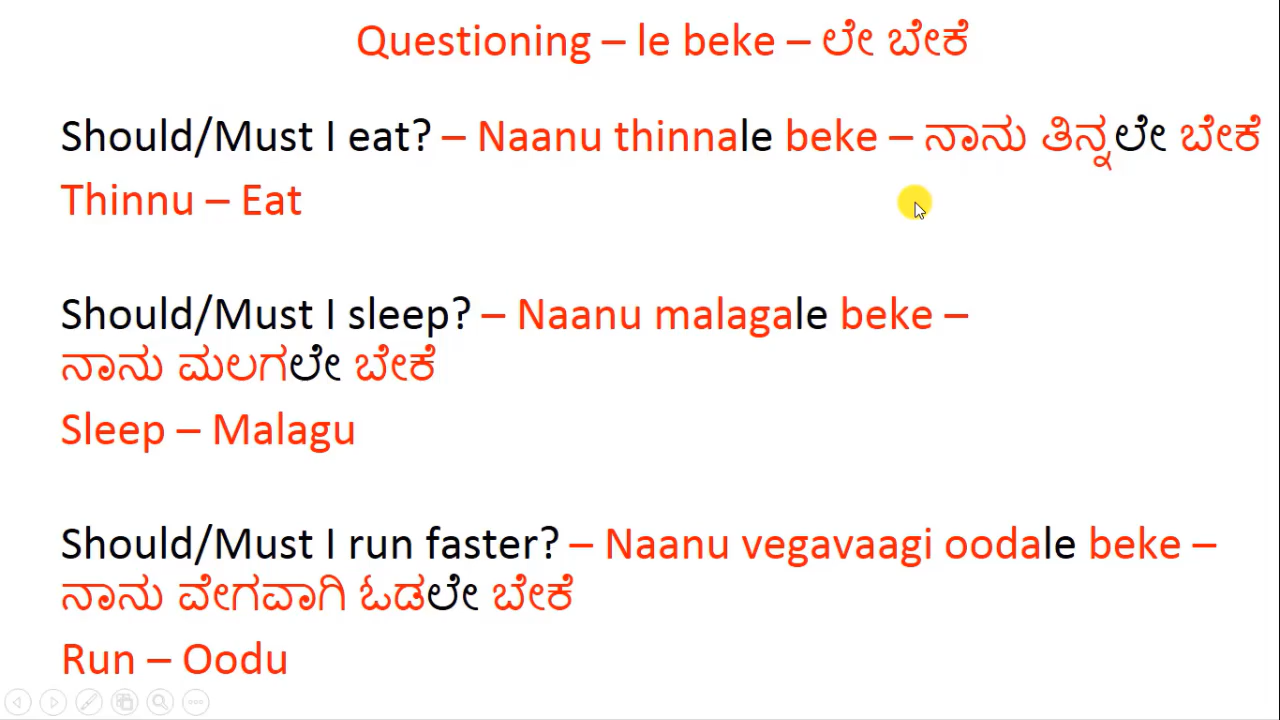 Questioning – le beke – ಲೇ ಬೇಕೆ
Should/Must I eat? – Naanu thinnale beke – ನಾನು ತಿನ್ನಲೇ ಬೇಕೆ
Thinnu – Eat
Should/Must I sleep? – Naanu malagale beke –
ನಾನು ಮಲಗಲೇ ಬೇಕೆ
Sleep – Malagu
Should/Must I run faster? – Naanu vegavaagi oodale beke –
ನಾನು ವೇಗವಾಗಿ ಓಡಲೇ ಬೇಕೆ
Run – Oodu